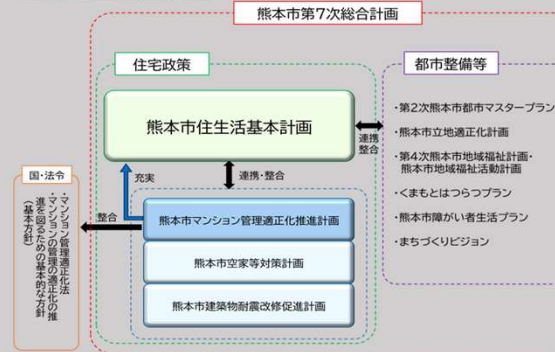 熊本市第7次総合計画
住宅政策
都市整備等
熊本市住生活基本計画
連携
整合
・第2次熊本市都市マスタープラン
・熊本市立地適正化計画
・第4次熊本市地域福祉計画・
熊本市地域福祉活動計画
・くまもとはつらつプラン
・熊本市障がい者生活プラン
・まちづくりビジョン
充実
連携・整合
国・法令
・マンション管理適正化法
・マンションの管理の適正化の推
進を図るための基本的な方針
（基本方針）
整合
熊本市マンション管理適正化推進計画
熊本市空家等対策計画
熊本市建築物耐震改修促進計画